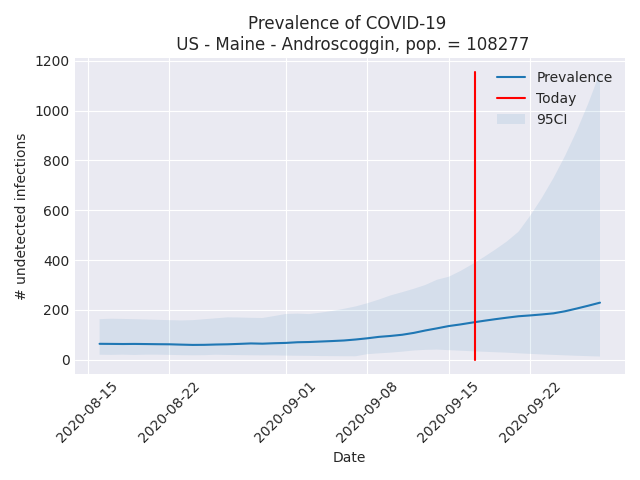 Prevalence of COVID-19
US - Maine - Androscoggin, pop. = 108277
Prevalence
Today
95CI
# undetected infections
1200
1000
800
600
400
200
0
2020-08-15
2020-08-22
2020-09-01
2020-09-08
2020-09-15
2020-09-22
Date